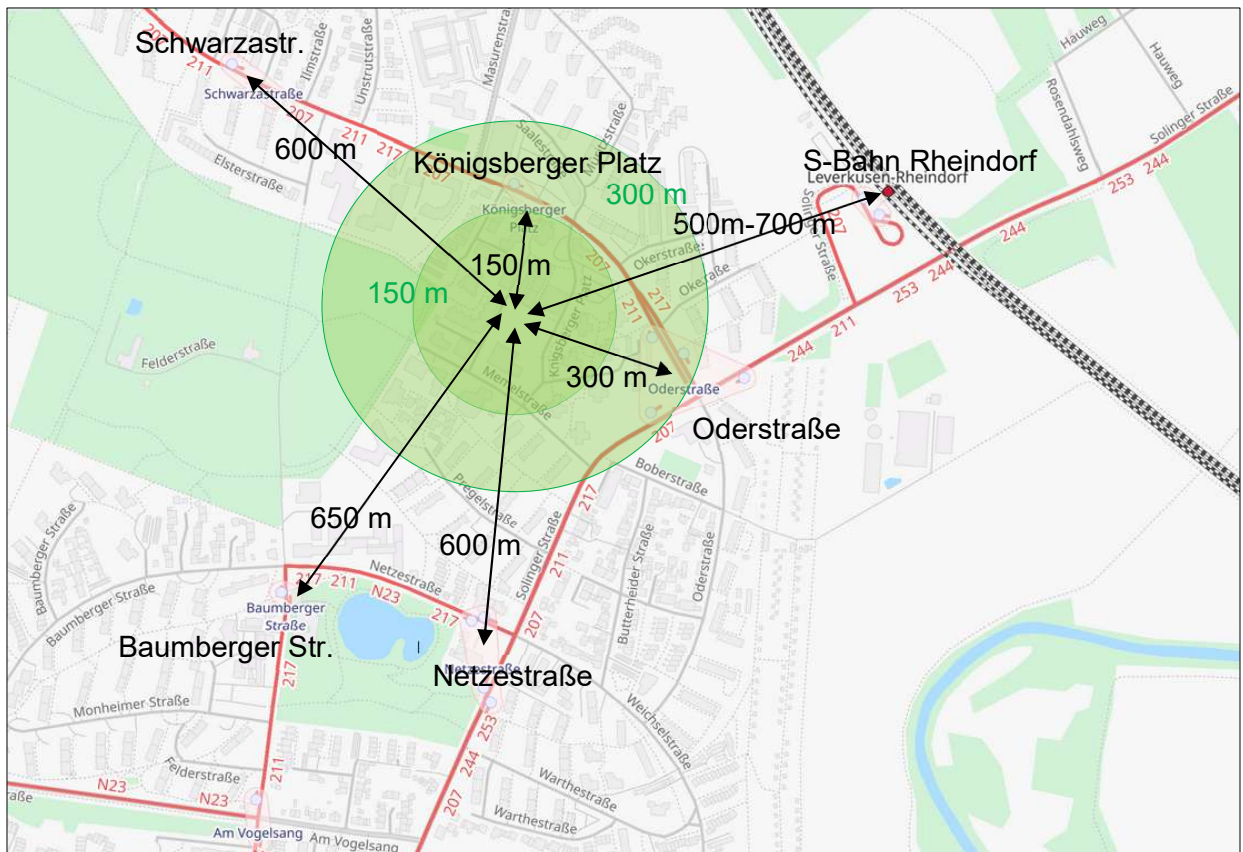 207
Schwarzastr.
211
Schwarzastraße
207
Ilmstraße
Unstrutstraße
Masurenstraße
Hauweg
Hauweg
Rosendahlsweg
Solinger Straße
211
217
Elsterstraße
600 m
Königsberger Platz
300 m
S-Bahn Rheindorf
Leverkusen-Rheindorf
Königsberger
Platz
500m-700 m
207
Solinger Straße
244
253
244
244
Okerstraße
Okeraße
207
150 m
150 m
217
211
253
244
211
244
Felderstraße
Memelstraße
Königsberger Platz
300 m
Oderstraße
Oderstraße
207
Boberstraße
217
Pregelstraße
650 m
600 m
Solinger Straße
211
Butterheider Straße
Oderstraße
Baumberger Straße
Baumberger Straße
217
211
N23
Netzestraße
217
207
Baumberger
Straße
Baumberger Str.
Netzestraße
Netzestraße
217
Monheimer Straße
253
Weichselstraße
244
Felderstraße
211
N23
N23
Warthestraße
Warthestraße
207
Am Vogelsang
Am Vogelsang